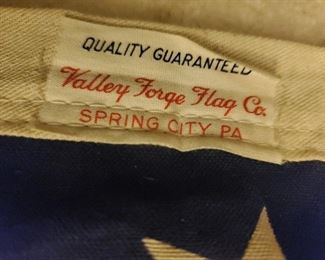 QUALITY GUARANTEED
Valley Forge Flag Co.
SPRING CITY, PA